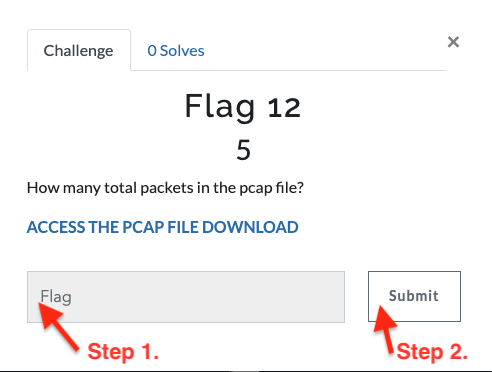 Challenge
0 Solves
×
Flag 12
5
How many total packets in the pcap file?
ACCESS THE PCAP FILE DOWNLOAD
Flag
Submit
Step 1.
Step 2.